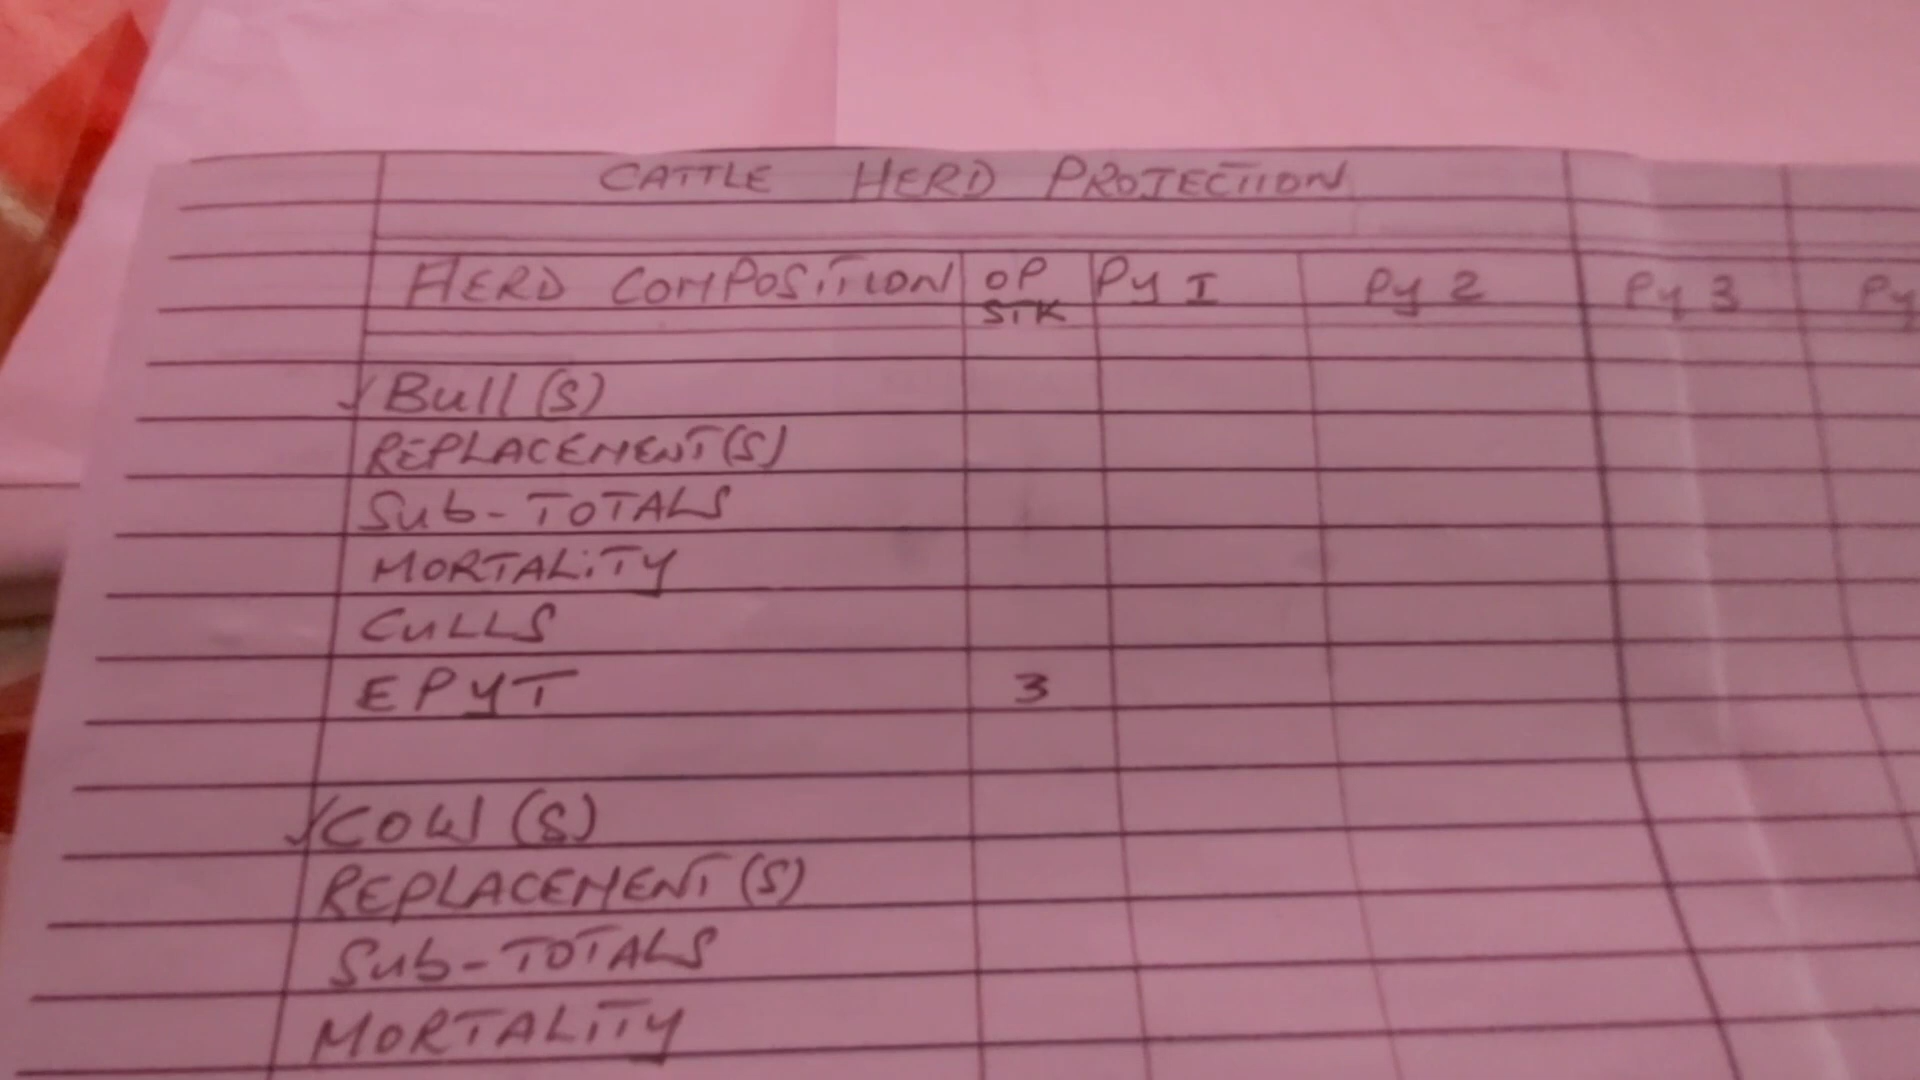 CATTLE HERD PROJECTION
HERD COMPOSITION OP STK PY I PY 2 PY 3 PY
✓ Bull (S)
REPLACEMENT(S)
Sub-TOTALS
MORTALITY
CULLS
EPYT 3
✓ COW (S)
REPLACEMENT (S)
Sub-TOTALS
MORTALITY